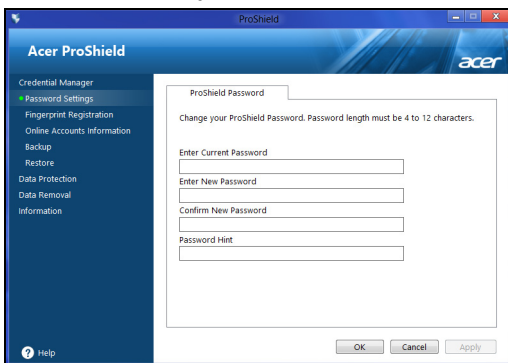 ProShield
Acer ProShield
acer
Credential Manager
Password Settings
Fingerprint Registration
Online Accounts Information
Backup
Restore
Data Protection
Data Removal
Information
Help
ProShield Password
Change your ProShield Password. Password length must be 4 to 12 characters.
Enter Current Password
Enter New Password
Confirm New Password
Password Hint
OK Cancel Apply